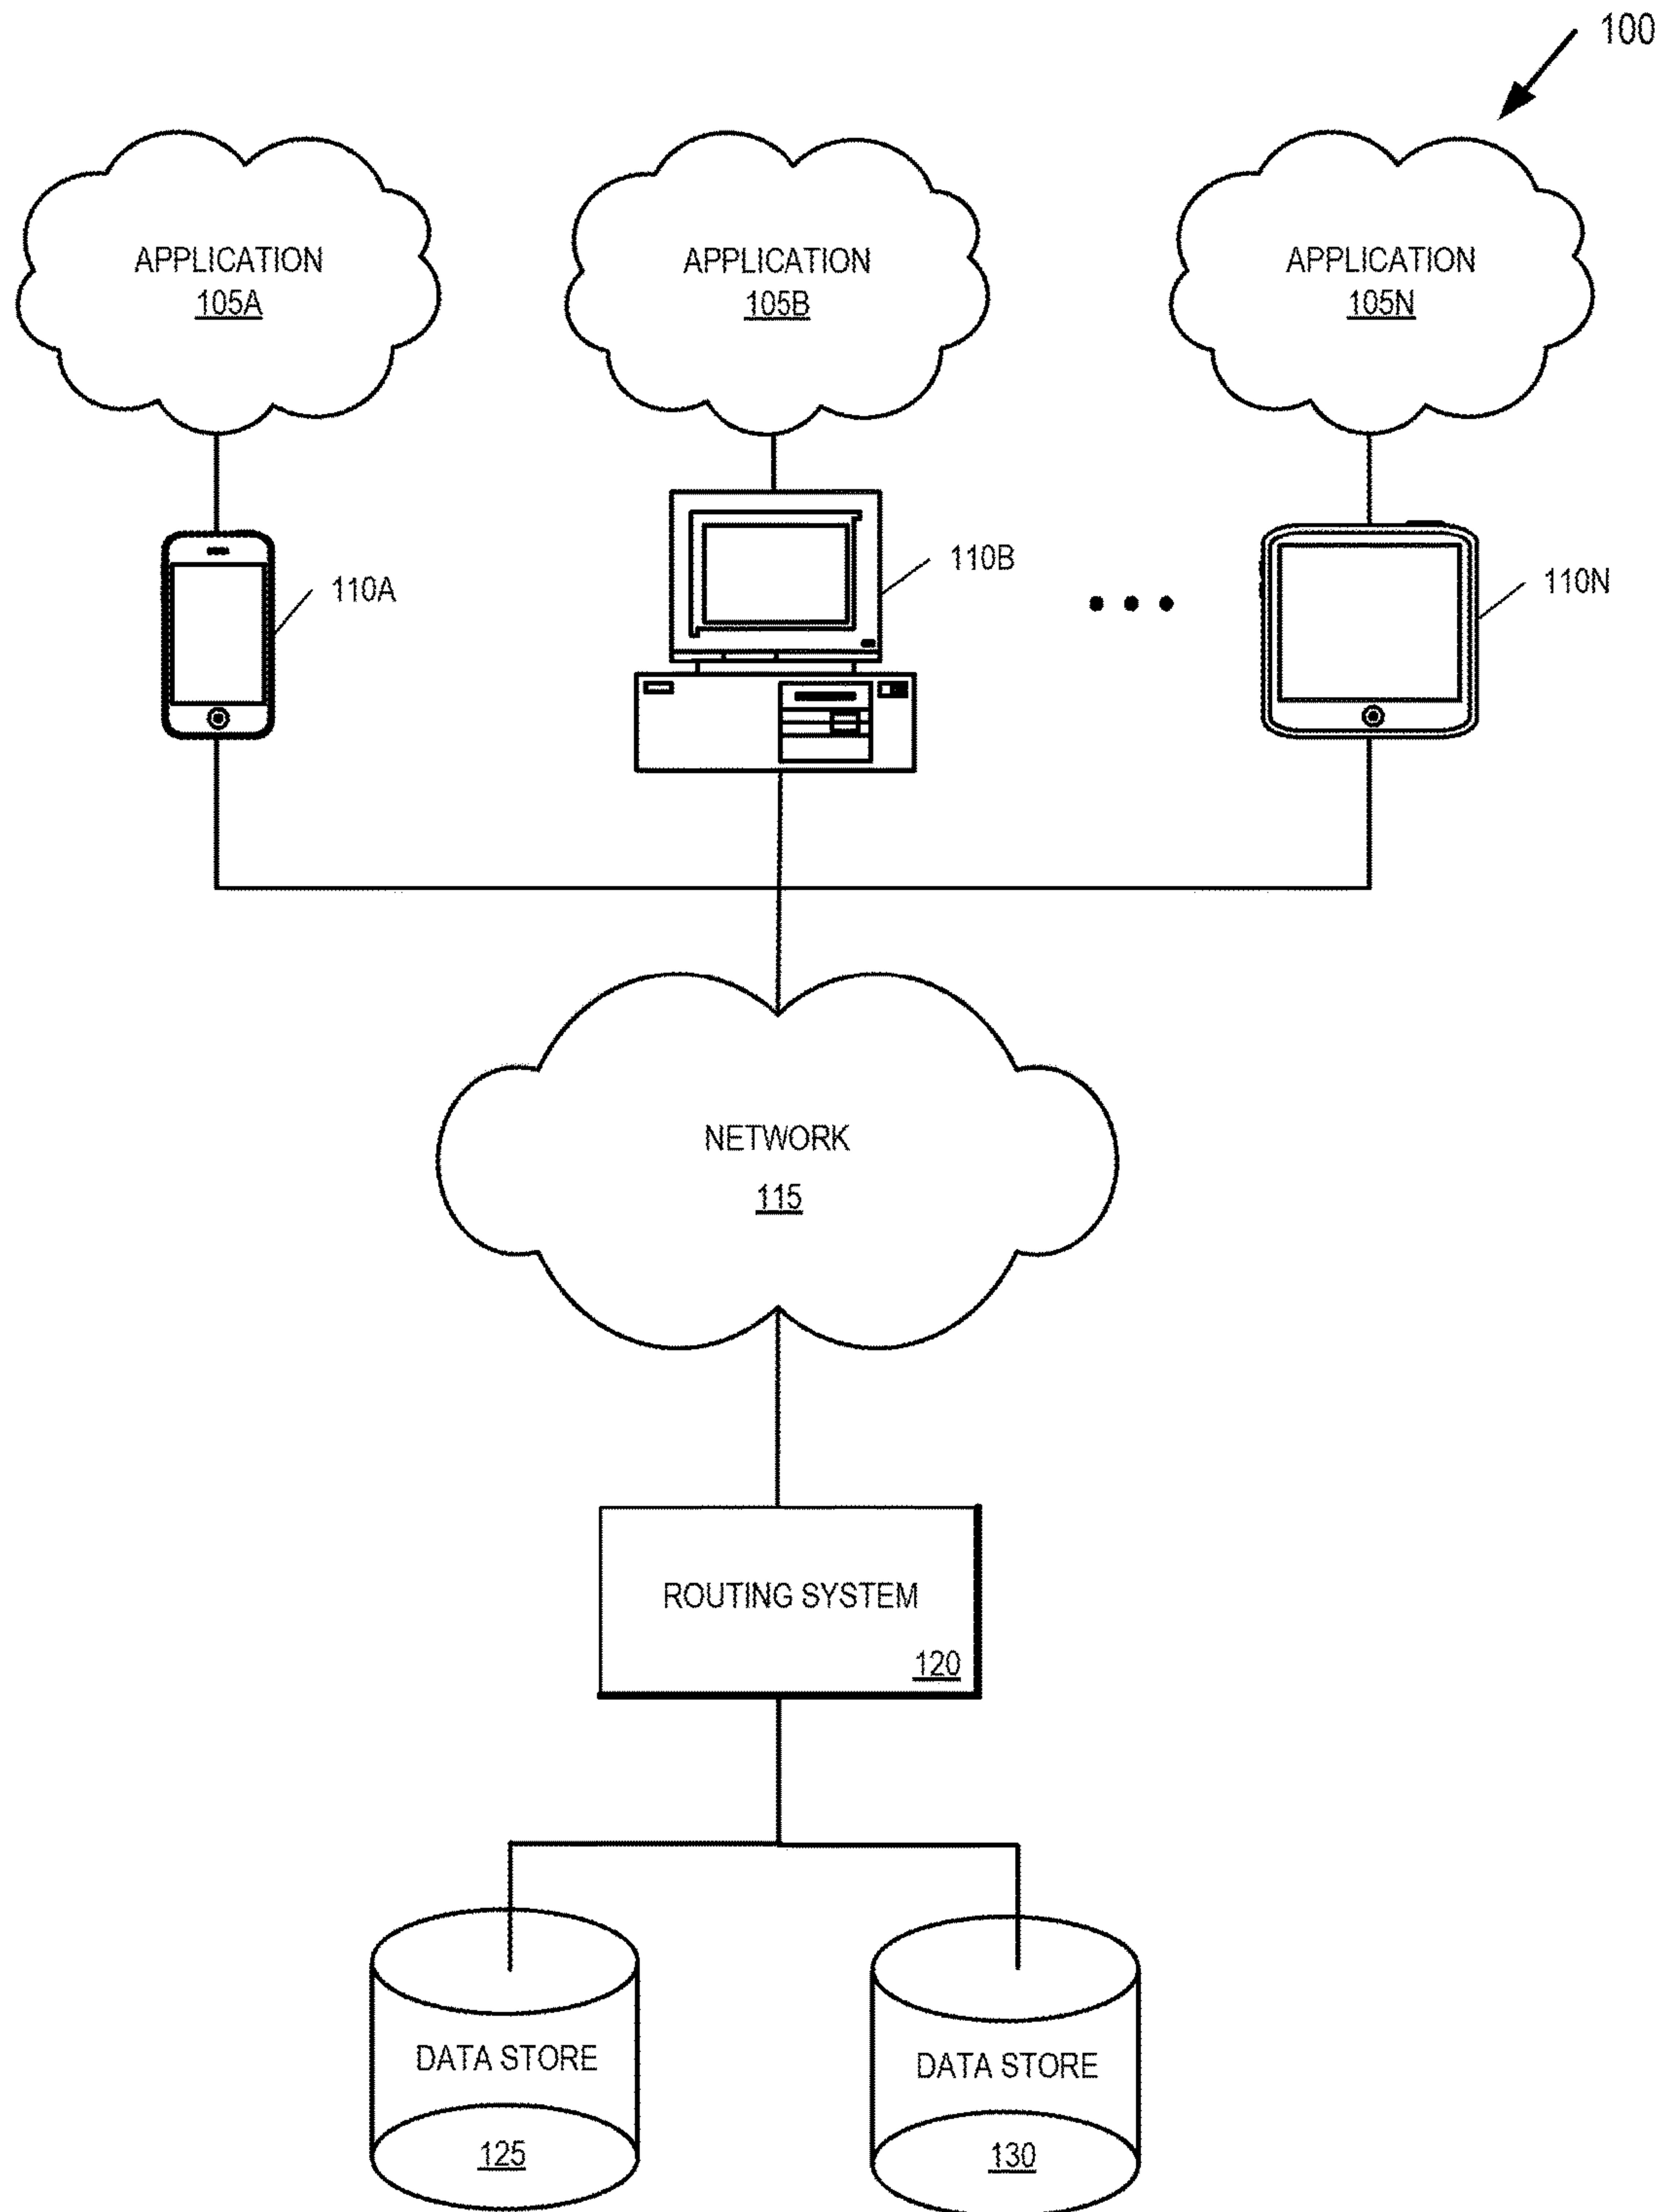 100
APPLICATION
105A
APPLICATION
105B
APPLICATION
105N
110A
110B
110N
NETWORK
115
ROUTING SYSTEM
120
DATA STORE
125
DATA STORE
130